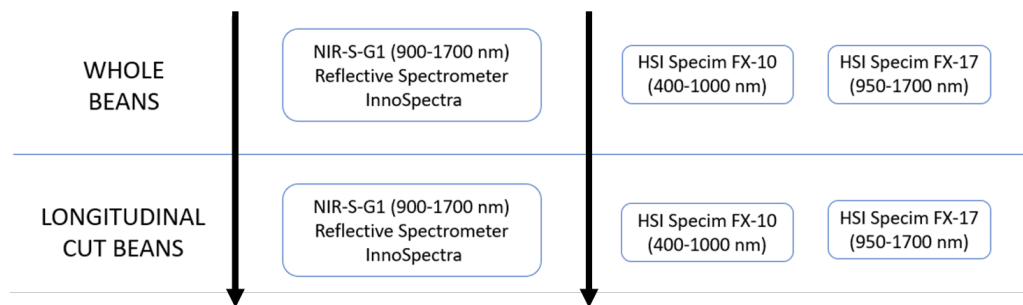 WHOLE
BEANS
NIR-S-G1 (900-1700 nm)
Reflective Spectrometer
InnoSpectra
HSI Specim FX-10
(400-1000 nm)
HSI Specim FX-17
(950-1700 nm)
LONGITUDINAL
CUT BEANS
NIR-S-G1 (900-1700 nm)
Reflective Spectrometer
InnoSpectra
HSI Specim FX-10
(400-1000 nm)
HSI Specim FX-17
(950-1700 nm)